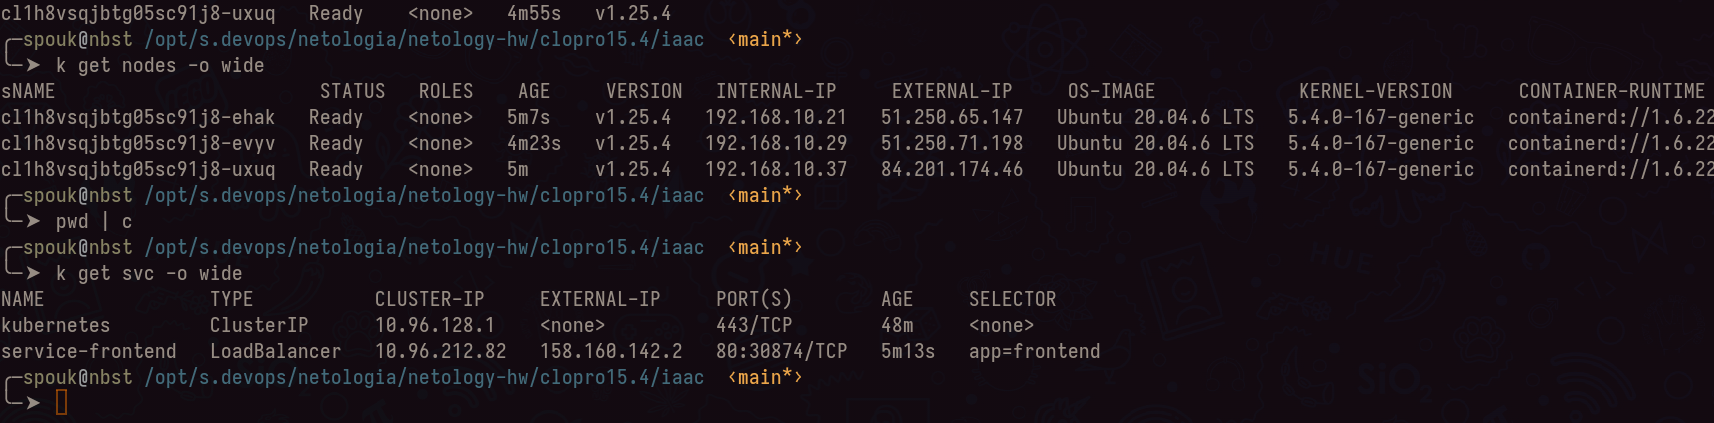 cl1h8vsqjbtg05sc91j8-uxuq   Ready    <none>   4m55s   v1.25.4
╭─spouk@nbst /opt/s.devops/netologia/netology-hw/clopro15.4/iaac  ‹main*›
╰─➤  k get nodes -o wide
sNAME                        STATUS   ROLES    AGE     VERSION   INTERNAL-IP     EXTERNAL-IP     OS-IMAGE             KERNEL-VERSION      CONTAINER-RUNTIME
cl1h8vsqjbtg05sc91j8-ehak   Ready    <none>   5m7s    v1.25.4   192.168.10.21   51.250.65.147   Ubuntu 20.04.6 LTS   5.4.0-167-generic   containerd://1.6.22
cl1h8vsqjbtg05sc91j8-evyv   Ready    <none>   4m23s   v1.25.4   192.168.10.29   51.250.71.198   Ubuntu 20.04.6 LTS   5.4.0-167-generic   containerd://1.6.22
cl1h8vsqjbtg05sc91j8-uxuq   Ready    <none>   5m      v1.25.4   192.168.10.37   84.201.174.46   Ubuntu 20.04.6 LTS   5.4.0-167-generic   containerd://1.6.22
╭─spouk@nbst /opt/s.devops/netologia/netology-hw/clopro15.4/iaac  ‹main*›
╰─➤  pwd | c
╭─spouk@nbst /opt/s.devops/netologia/netology-hw/clopro15.4/iaac  ‹main*›
╰─➤  k get svc -o wide
NAME               TYPE           CLUSTER-IP     EXTERNAL-IP     PORT(S)        AGE     SELECTOR
kubernetes         ClusterIP      10.96.128.1    <none>          443/TCP        48m     <none>
service-frontend   LoadBalancer   10.96.212.82   158.160.142.2   80:30874/TCP   5m13s   app=frontend
╭─spouk@nbst /opt/s.devops/netologia/netology-hw/clopro15.4/iaac  ‹main*›
╰─➤
HUE
SiO2